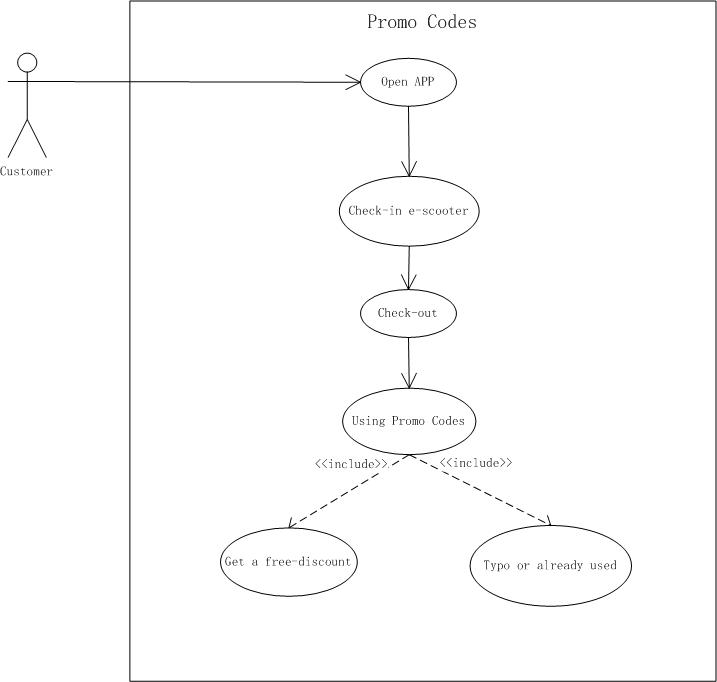 Promo Codes
Open APP
Customer
Check-in e-scooter
Check-out
Using Promo Codes
<<include>>
<<include>>
Get a free-discount
Typo or already used